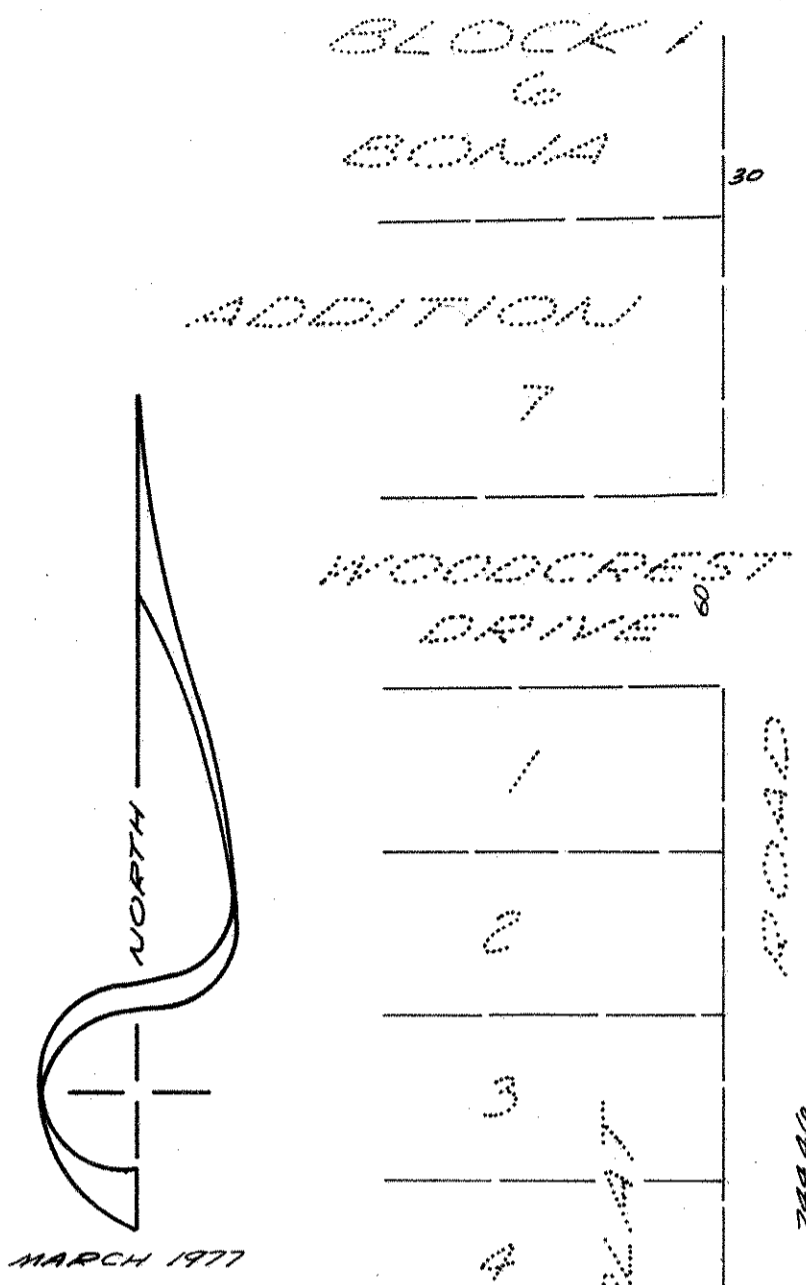 BLOCK 1
6
BONA
30
ADDITION
7
WOODCREST
60
DRIVE
1
ROAD
2
NORTH
3
4
MARCH 1977